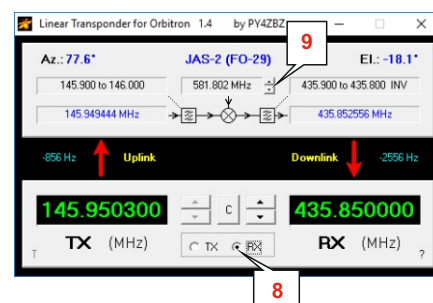 Linear Transponder for Orbitron 1.4 by PY4ZBZ
9
Az.: 77.6° JAS-2 (FO-29) El.: -18.1°
145.900 to 146.000 581.802 MHz 435.900 to 435.800 INV
145.949444 MHz 435.852556 MHz
-856 Hz Uplink Downlink -2556 Hz
145.950300 C 435.850000
TX (MHz) TX RX RX (MHz)
T ?
8